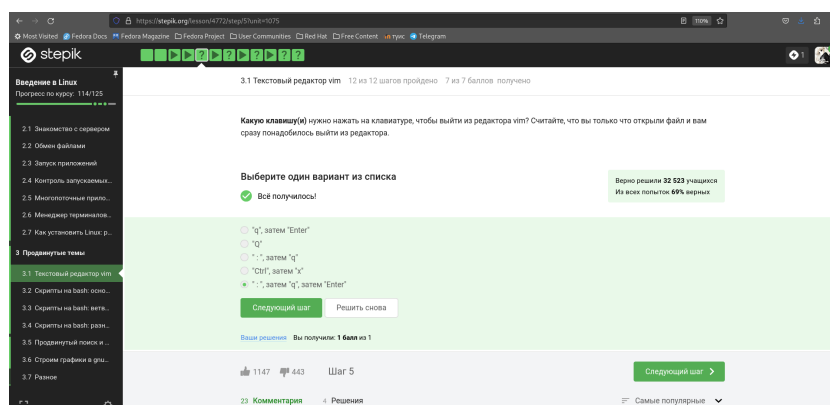 https://stepik.org/lesson/4772/step/5?unit=1075
110%
Most Visited Fedora Docs Fedora Magazine Fedora Project User Communities Red Hat Free Content Telegram
stepik
1
Введение в Linux
Прогресс по курсу: 114/125
3.1 Текстовый редактор vim 12 из 12 шагов пройдено 7 из 7 баллов получено
Какую клавишу(и) нужно нажать на клавиатуре, чтобы выйти из редактора vim? Считайте, что вы только что открыли файл и вам
сразу понадобилось выйти из редактора.
2.1 Знакомство с сервером
2.2 Обмен файлами
2.3 Запуск приложений
2.4 Контроль запускаемых...
2.5 Многопоточные прило...
2.6 Менеджер терминалов...
2.7 Как установить Linux: р...
3 Продвинутые темы
3.1 Текстовый редактор vim
3.2 Скрипты на bash: осно...
3.3 Скрипты на bash: ветв...
3.4 Скрипты на bash: разн...
3.5 Продвинутый поиск и ...
3.6 Строим графики в gnu...
3.7 Разное
Выберите один вариант из списка
Всё получилось!
Верно решили 32 523 учащихся
Из всех попыток 69% верных
"q", затем "Enter"
"Q"
" : ", затем "q"
"Ctrl", затем "x"
" : ", затем "q", затем "Enter"
Следующий шаг Решить снова
Ваши решения Вы получили: 1 балл из 1
1147 443 Шаг 5 Следующий шаг
23 Комментария 4 Решения Самые популярные